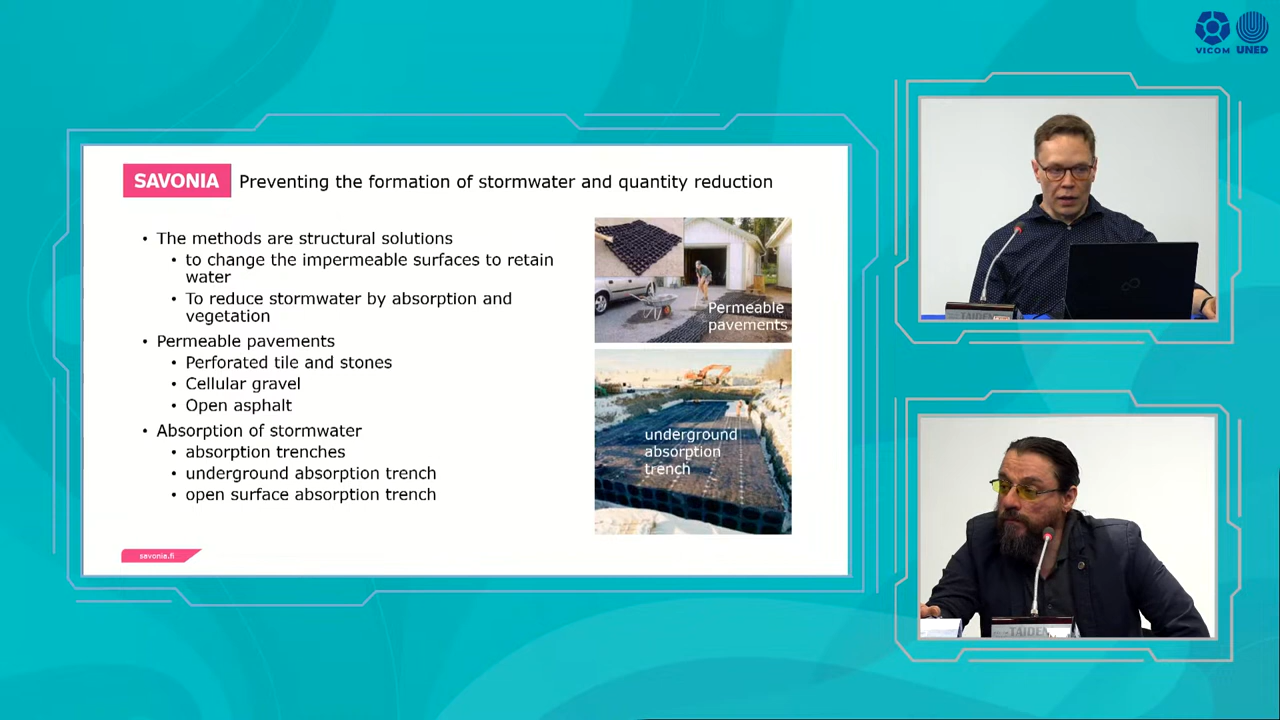 VICOM UNED
SAVONIA Preventing the formation of stormwater and quantity reduction
• The methods are structural solutions
• to change the impermeable surfaces to retain
water
• To reduce stormwater by absorption and
vegetation
• Permeable pavements
• Perforated tile and stones
• Cellular gravel
• Open asphalt
• Absorption of stormwater
• absorption trenches
• underground absorption trench
• open surface absorption trench
Permeable
pavements
underground
absorption
trench
savonia.fi
TAIDEN
TAIDEN